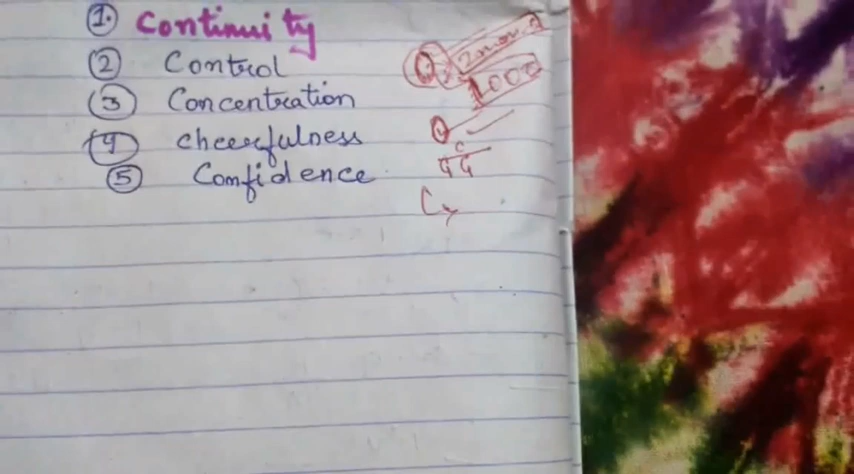 1. Continuity
2 Control
3 Concentration
4 cheerfulness
5 Confidence
1000